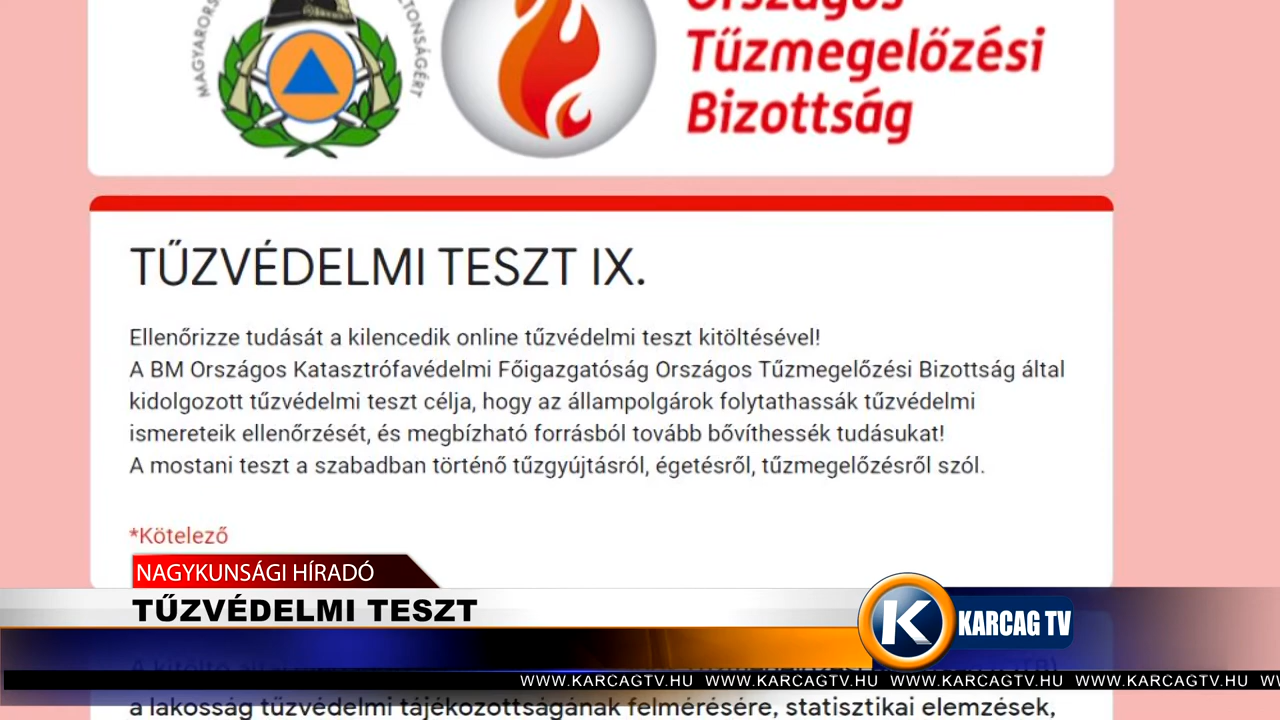 MAGYARORS
TONSÁGÉRT
Országos
Tűzmegelőzési
Bizottság
TŰZVÉDELMI TESZT IX.
Ellenőrizze tudását a kilencedik online tűzvédelmi teszt kitöltésével!
A BM Országos Katasztrófavédelmi Főigazgatóság Országos Tűzmegelőzési Bizottság által
kidolgozott tűzvédelmi teszt célja, hogy az állampolgárok folytathassák tűzvédelmi
ismereteik ellenőrzését, és megbízható forrásból tovább bővíthessék tudásukat!
A mostani teszt a szabadban történő tűzgyújtásról, égetésről, tűzmegelőzésről szól.
*Kötelező
NAGYKUNSÁGI HÍRADÓ
TŰZVÉDELMI TESZT
K KARCAG TV
WWW.KARCAGTV.HU WWW.KARCAGTV.HU WWW.KARCAGTV.HU WWW.KARCAGTV.HU WW
a lakosság tűzvédelmi tájékozottságának felmérésére, statisztikai elemzések,